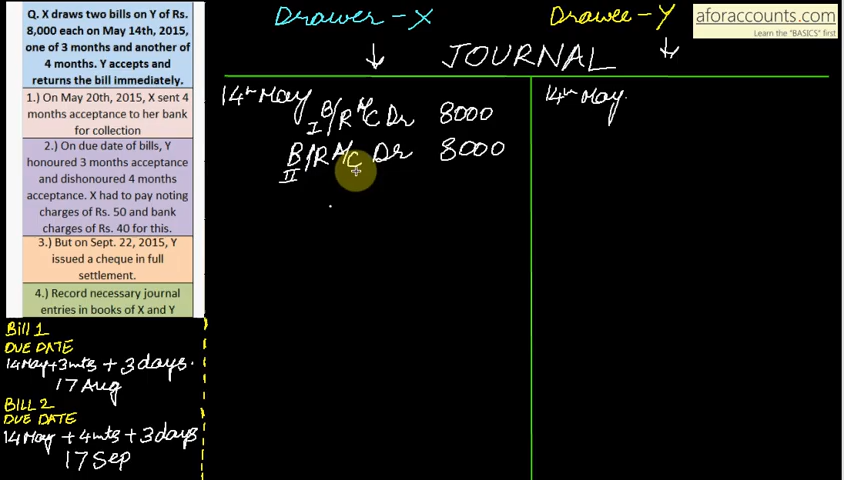 Q. X draws two bills on Y of Rs.
8,000 each on May 14th, 2015,
one of 3 months and another of
4 months. Y accepts and
returns the bill immediately.
1.) On May 20th, 2015, X sent 4
months acceptance to her bank
for collection
2.) On due date of bills, Y
honoured 3 months acceptance
and dishonoured 4 months
acceptance. X had to pay noting
charges of Rs. 50 and bank
charges of Rs. 40 for this.
3.) But on Sept. 22, 2015, Y
issued a cheque in full
settlement.
4.) Record necessary journal
entries in books of X and Y
Bill 1
DUE DATE
14 May + 3 mts + 3 days.
17 Aug
BILL 2
DUE DATE
14 May + 4 mts + 3 days
17 Sep
Drawer - X
Drawee - Y
aforaccounts.com
Learn the "BASICS" first
JOURNAL
14th May
I B/R A/C Dr 8000
II B/R A/C Dr 8000
14th May.